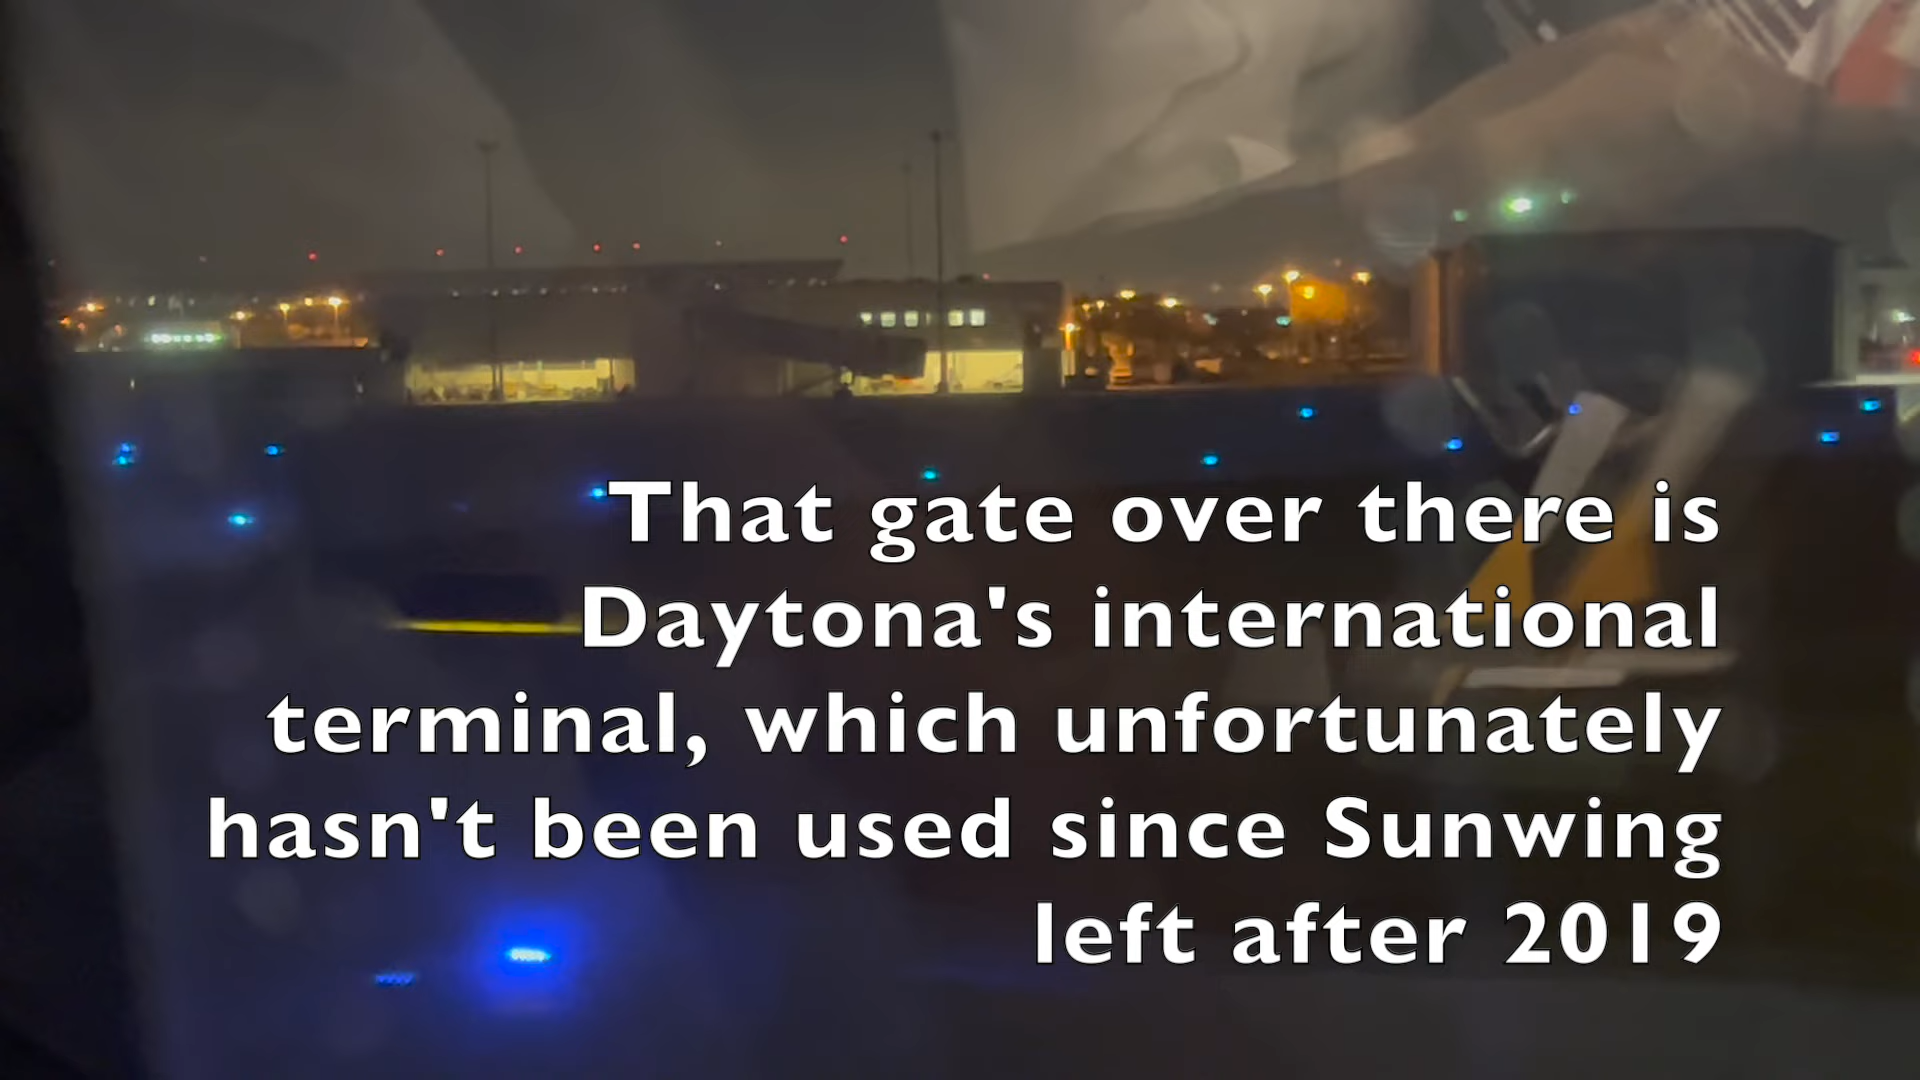 That gate over there is
Daytona's international
terminal, which unfortunately
hasn't been used since Sunwing
left after 2019